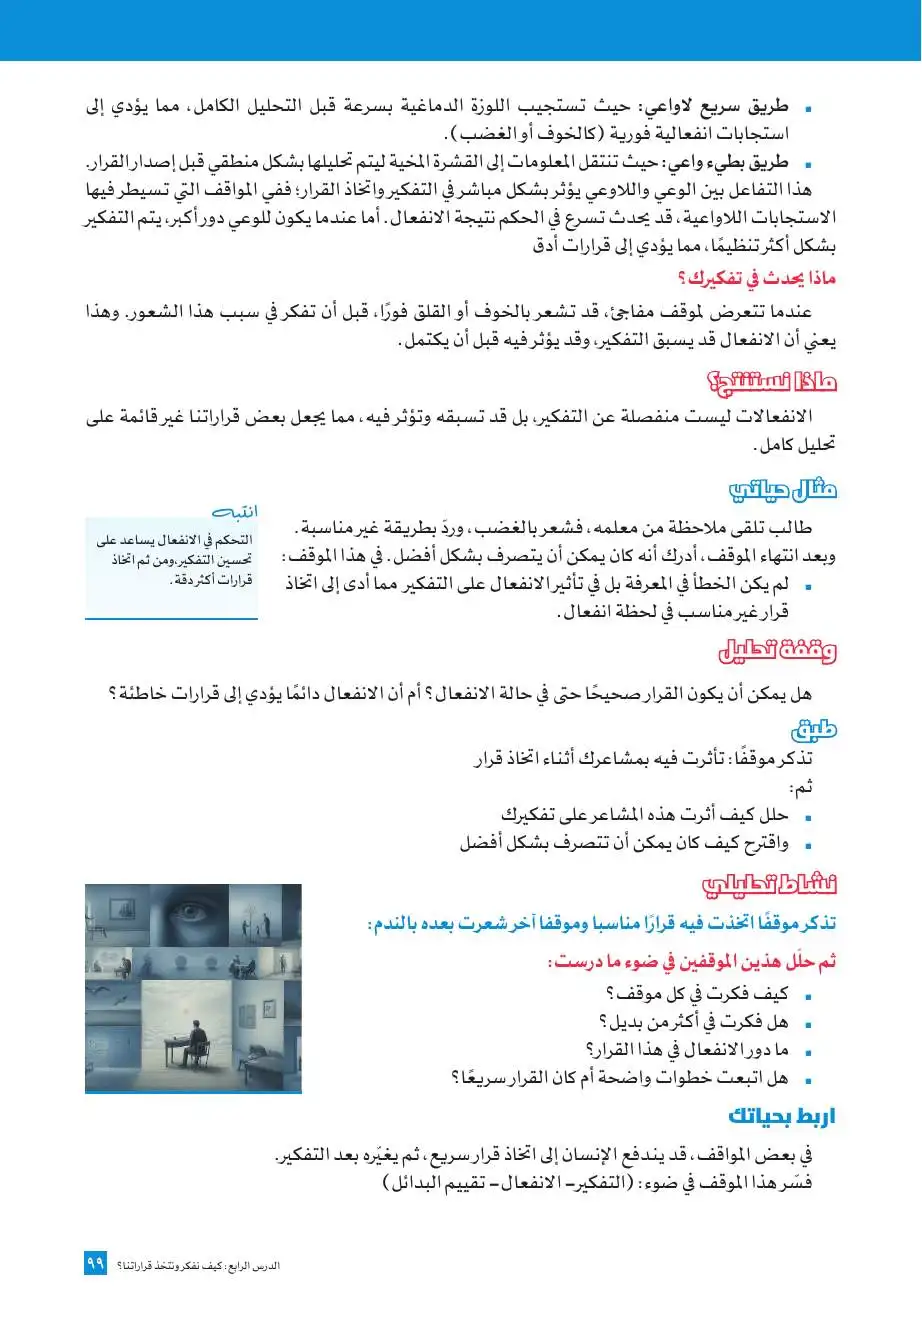 طريق سريع لاواعي: حيث تستجيب اللوزة الدماغية بسرعة قبل التحليل الكامل، مما يؤدي إلى
استجابات انفعالية فورية (كالخوف أو الغضب).
طريق بطيء واعي: حيث تنتقل المعلومات إلى القشرة المخية ليتم تحليلها بشكل منطقي قبل إصدار القرار.
هذا التفاعل بين الوعي واللاوعي يؤثر بشكل مباشر في التفكير واتخاذ القرار؛ ففي المواقف التي تسيطر فيها
الاستجابات اللاواعية، قد يحدث تسرع في الحكم نتيجة الانفعال. أما عندما يكون للوعي دور أكبر، يتم التفكير
بشكل أكثر تنظيمًا، مما يؤدي إلى قرارات أدق
ماذا يحدث في تفكيرك؟
عندما تتعرض لموقف مفاجئ، قد تشعر بالخوف أو القلق فورًا، قبل أن تفكر في سبب هذا الشعور. وهذا
يعني أن الانفعال قد يسبق التفكير، وقد يؤثر فيه قبل أن يكتمل.
ماذا نستنتج؟
الانفعالات ليست منفصلة عن التفكير، بل قد تسبقه وتؤثر فيه، مما يجعل بعض قراراتنا غير قائمة على
تحليل كامل.
مثال حياتي
طالب تلقى ملاحظة من معلمه، فشعر بالغضب، وردَ بطريقة غير مناسبة.
وبعد انتهاء الموقف، أدرك أنه كان يمكن أن يتصرف بشكل أفضل. في هذا الموقف:
لم يكن الخطأ في المعرفة بل في تأثير الانفعال على التفكير مما أدى إلى اتخاذ
قرار غير مناسب في لحظة انفعال.
انتبه
التحكم في الانفعال يساعد على
تحسين التفكير،ومن ثم اتخاذ
قرارات أكثر دقة.
وقفة تحليل
هل يمكن أن يكون القرار صحيحًا حتى في حالة الانفعال؟ أم أن الانفعال دائمًا يؤدي إلى قرارات خاطئة؟
طبق
تذكر موقفًا: تأثرت فيه بمشاعرك أثناء اتخاذ قرار
ثم:
حلل كيف أثرت هذه المشاعر على تفكيرك
واقترح كيف كان يمكن أن تتصرف بشكل أفضل
نشاط تحليلي
تذكر موقفًا اتخذت فيه قرارًا مناسبا وموقفا آخر شعرت بعده بالندم:
ثم حلّل هذين الموقفين في ضوء ما درست:
كيف فكرت في كل موقف؟
هل فكرت في أكثر من بديل؟
ما دور الانفعال في هذا القرار؟
هل اتبعت خطوات واضحة أم كان القرار سريعًا؟
اربط بحياتك
في بعض المواقف، قد يندفع الإنسان إلى اتخاذ قرار سريع، ثم يغيّره بعد التفكير.
فسّر هذا الموقف في ضوء: (التفكير– الانفعال– تقييم البدائل)
الدرس الرابع: كيف نفكر ونتخذ قراراتنا؟ ٩٩